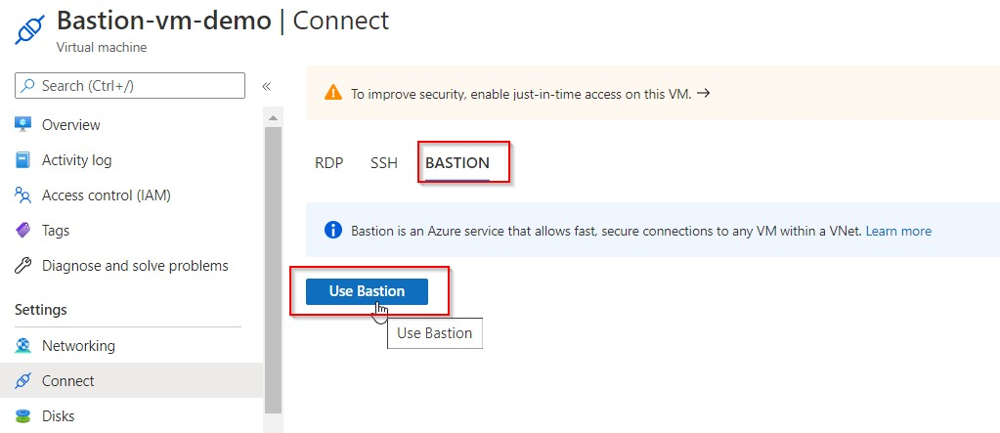 Bastion-vm-demo | Connect
Virtual machine
Search (Ctrl+/)
«
Overview
Activity log
Access control (IAM)
Tags
Diagnose and solve problems
Settings
Networking
Connect
Disks
To improve security, enable just-in-time access on this VM. →
RDP SSH BASTION
Bastion is an Azure service that allows fast, secure connections to any VM within a VNet. Learn more
Use Bastion
Use Bastion